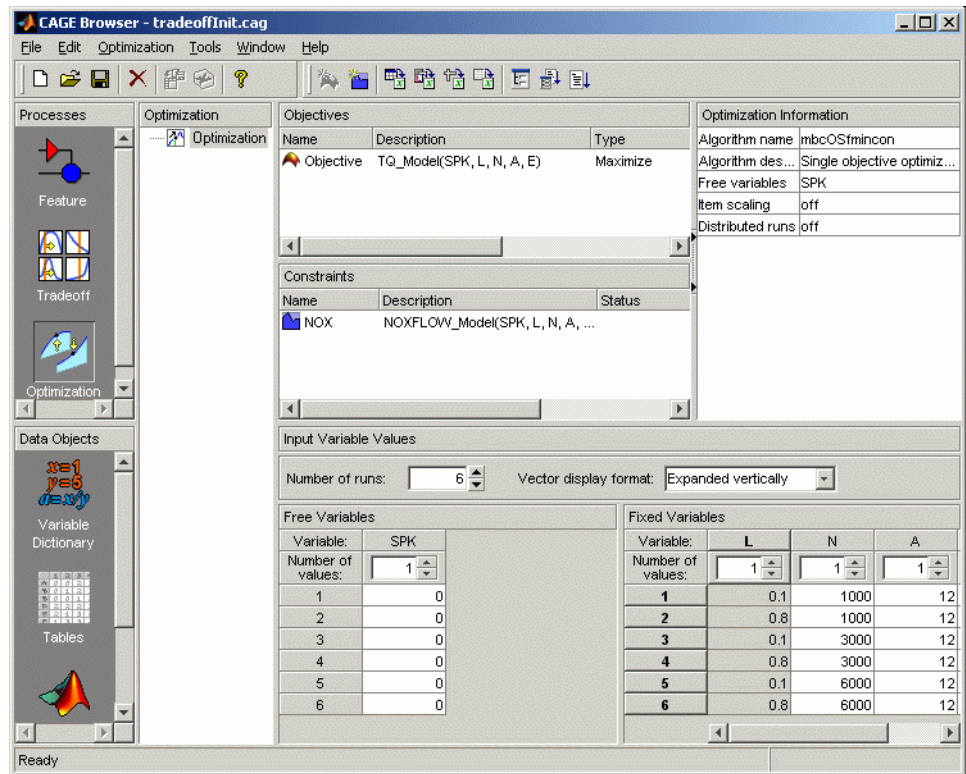 CAGE Browser - tradeoffInit.cag
File Edit Optimization Tools Window Help
Processes
Feature
Tradeoff
Optimization
Optimization
Optimization
Objectives
Name Description Type
Objective TQ_Model(SPK, L, N, A, E) Maximize
Constraints
Name Description Status
NOX NOXFLOW_Model(SPK, L, N, A, ...
Optimization Information
Algorithm name mbcOSfmincon
Algorithm des... Single objective optimiz...
Free variables SPK
Item scaling off
Distributed runs off
Data Objects
x=1
y=5
a=x/y
Variable
Dictionary
Tables
Input Variable Values
Number of runs: 6 Vector display format: Expanded vertically
Free Variables
Variable: SPK
Number of
values: 1
1 0
2 0
3 0
4 0
5 0
6 0
Fixed Variables
Variable: L N A
Number of
values: 1 1 1
1 0.1 1000 12
2 0.8 1000 12
3 0.1 3000 12
4 0.8 3000 12
5 0.1 6000 12
6 0.8 6000 12
Ready